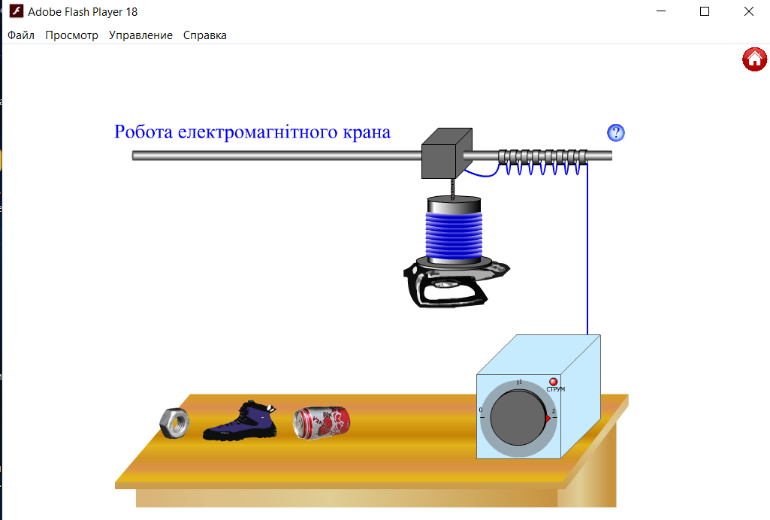 Adobe Flash Player 18
Файл Просмотр Управление Справка
Робота електромагнітного крана
?
СТРУМ
0 1 2